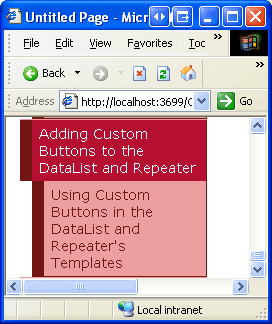 Untitled Page - Micr
File Edit View Favorites Toc »
Back
Address http://localhost:3699/C Go
Adding Custom
Buttons to the
DataList and Repeater
Using Custom
Buttons in the
DataList and
Repeater's
Templates
Local intranet